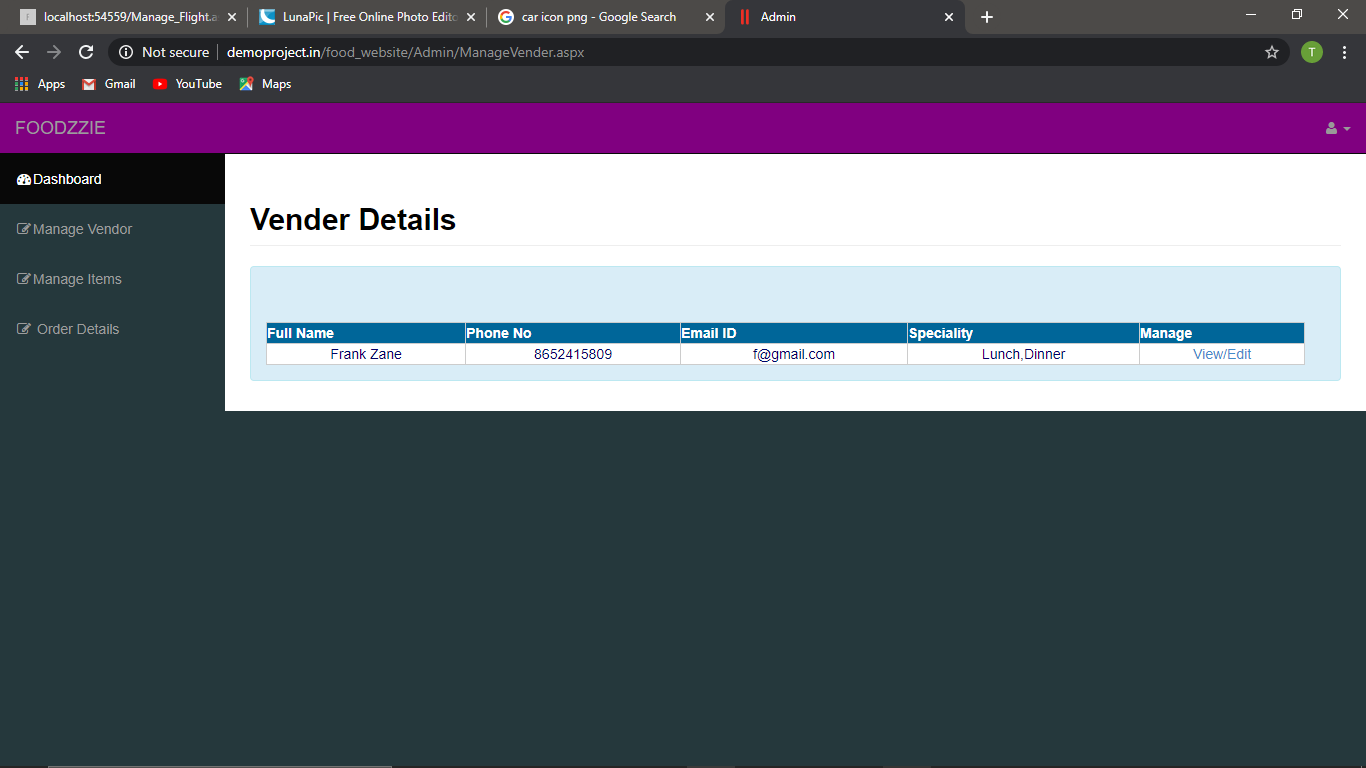 localhost:54559/Manage_Flight.a
LunaPic | Free Online Photo Edito
car icon png - Google Search
Admin
Not secure
demoproject.in/food_website/Admin/ManageVender.aspx
T
Apps
Gmail
YouTube
Maps
FOODZZIE
Dashboard
Manage Vendor
Manage Items
Order Details
Vender Details
Full Name Phone No Email ID Speciality Manage
Frank Zane 8652415809 f@gmail.com Lunch,Dinner View/Edit